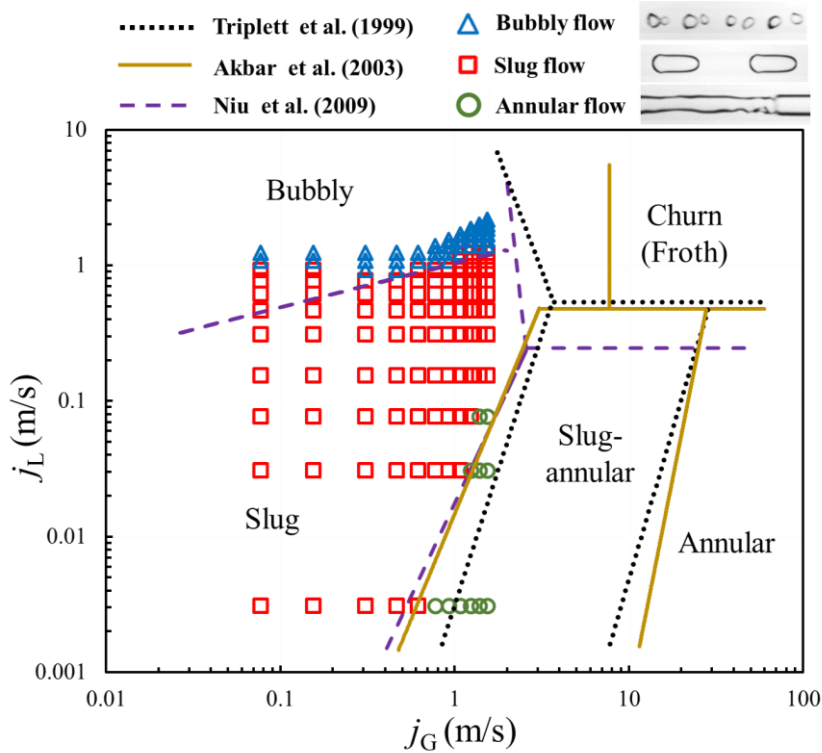 Triplett et al. (1999)
Bubbly flow
Akbar et al. (2003)
Slug flow
Niu et al. (2009)
Annular flow
10
1
0.1
0.01
0.001
j_L (m/s)
Bubbly
Churn
(Froth)
Slug-
annular
Slug
Annular
0.01
0.1
1
10
100
j_G (m/s)